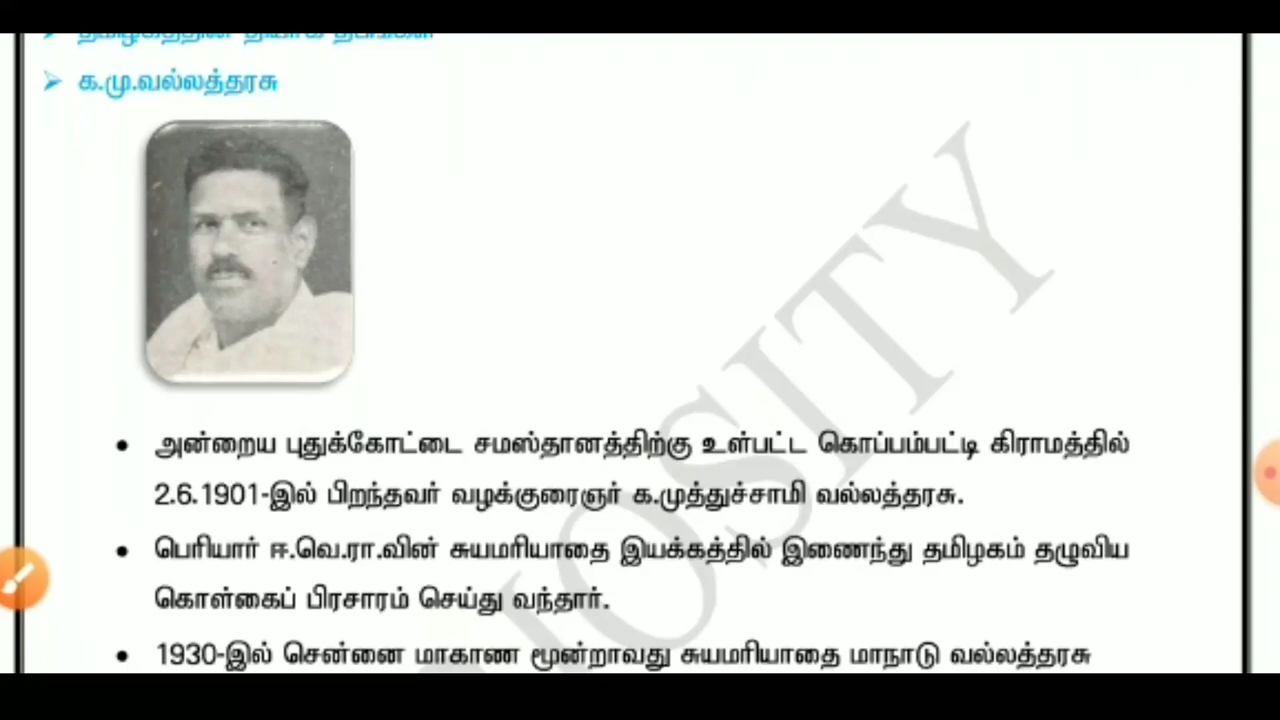 க.மு.வல்லத்தரசு
அன்றைய புதுக்கோட்டை சமஸ்தானத்திற்கு உள்பட்ட கொப்பம்பட்டி கிராமத்தில்
2.6.1901-இல் பிறந்தவர் வழக்குரைஞர் க.முத்துச்சாமி வல்லத்தரசு.
பெரியார் ஈ.வெ.ரா.வின் சுயமரியாதை இயக்கத்தில் இணைந்து தமிழகம் தழுவிய
கொள்கைப் பிரசாரம் செய்து வந்தார்.
1930-இல் சென்னை மாகாண மூன்றாவது சுயமரியாதை மாநாடு வல்லத்தரசு
OSITY